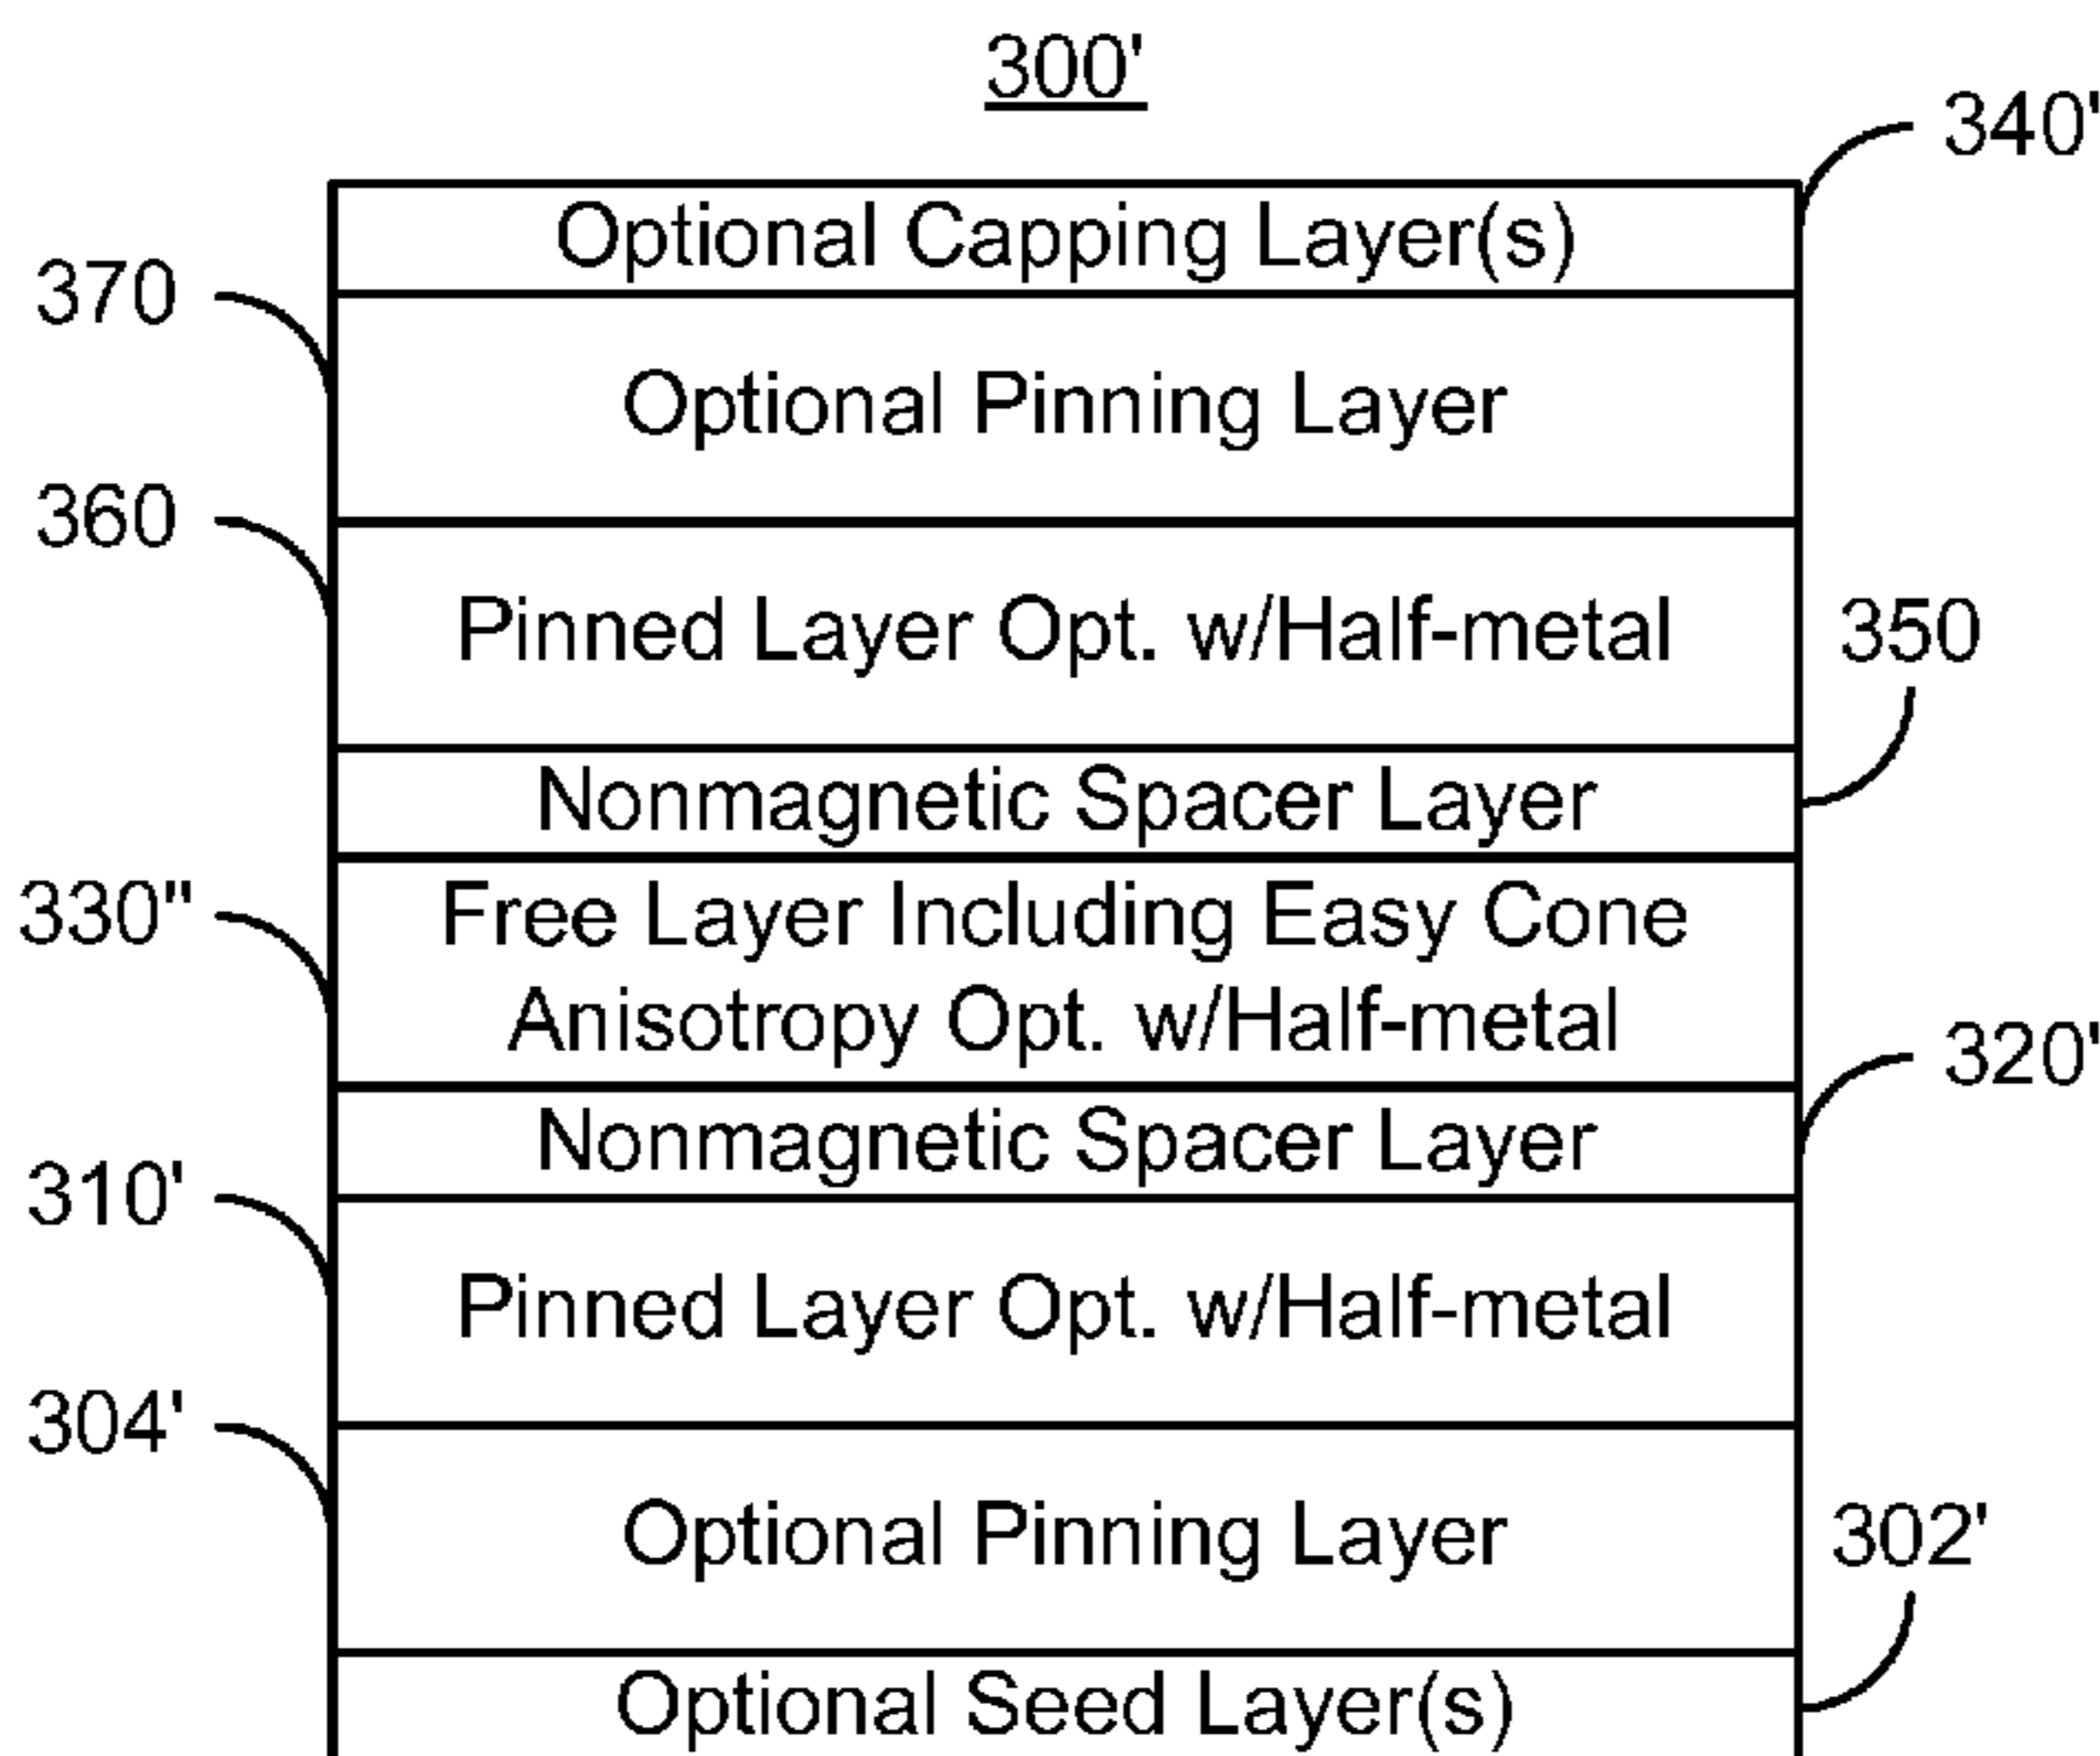 300'
340'
Optional Capping Layer(s)
370
Optional Pinning Layer
360
Pinned Layer Opt. w/Half-metal
350
Nonmagnetic Spacer Layer
330"
Free Layer Including Easy Cone
Anisotropy Opt. w/Half-metal
320'
Nonmagnetic Spacer Layer
310'
Pinned Layer Opt. w/Half-metal
304'
Optional Pinning Layer
302'
Optional Seed Layer(s)